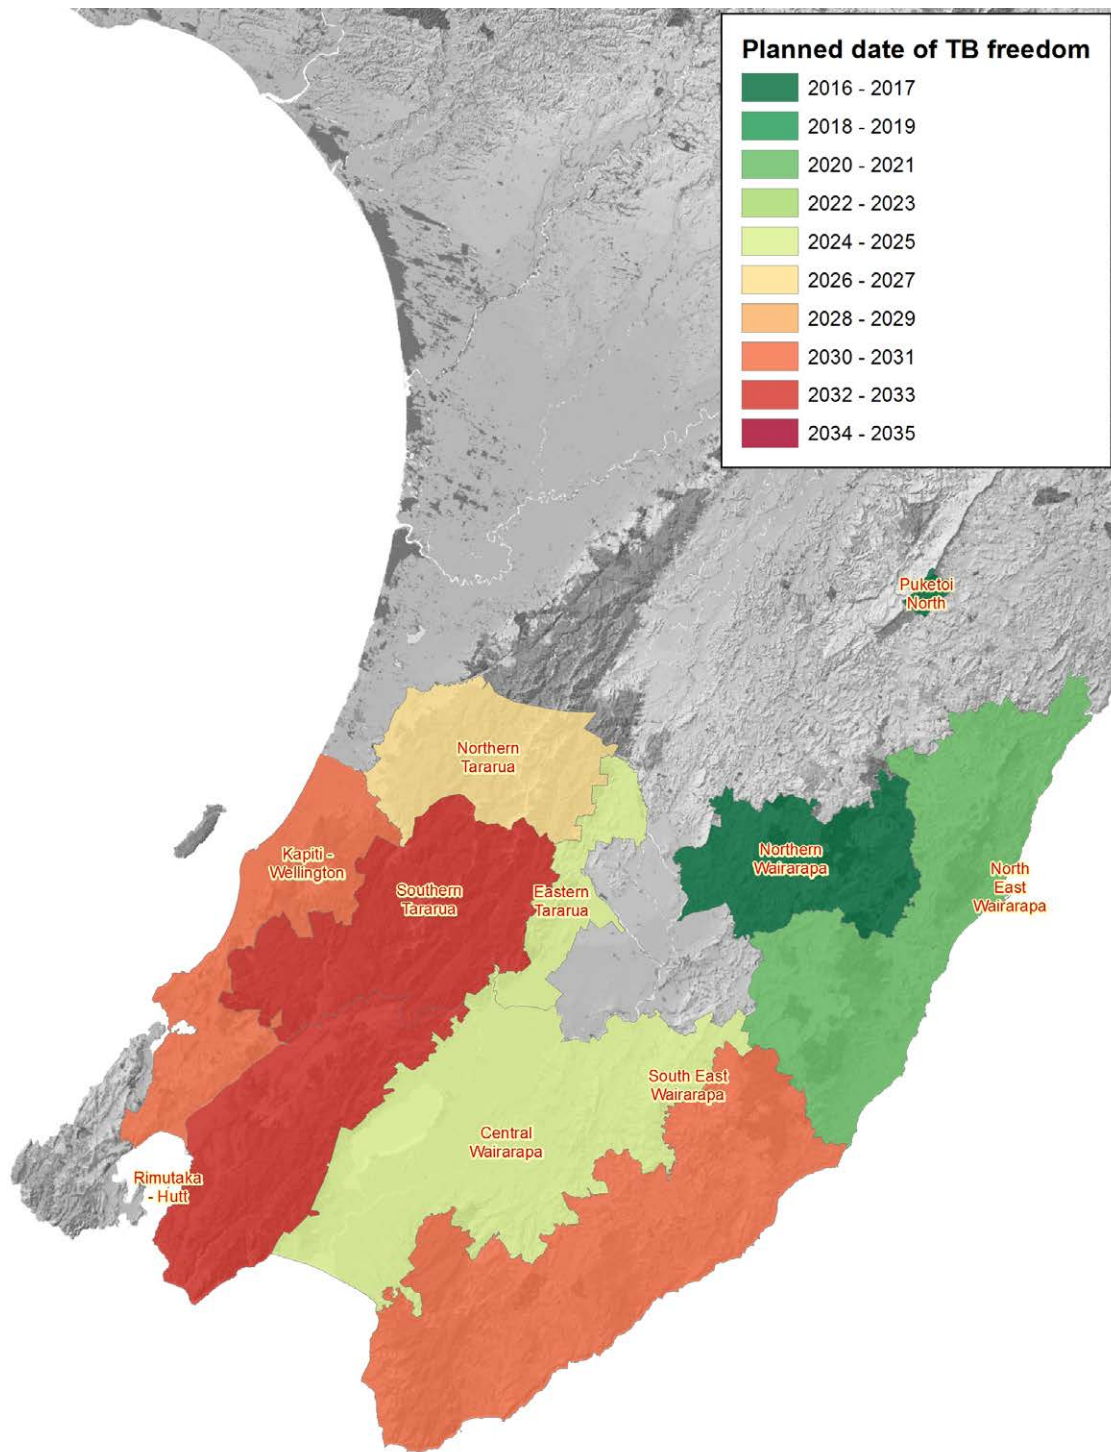 Planned date of TB freedom
2016 - 2017
2018 - 2019
2020 - 2021
2022 - 2023
2024 - 2025
2026 - 2027
2028 - 2029
2030 - 2031
2032 - 2033
2034 - 2035
Puketoi
North
Northern
Tararua
Kapiti -
Wellington
Southern
Tararua
Eastern
Tararua
Northern
Wairarapa
North
East
Wairarapa
South East
Wairarapa
Central
Wairarapa
Rimutaka
- Hutt